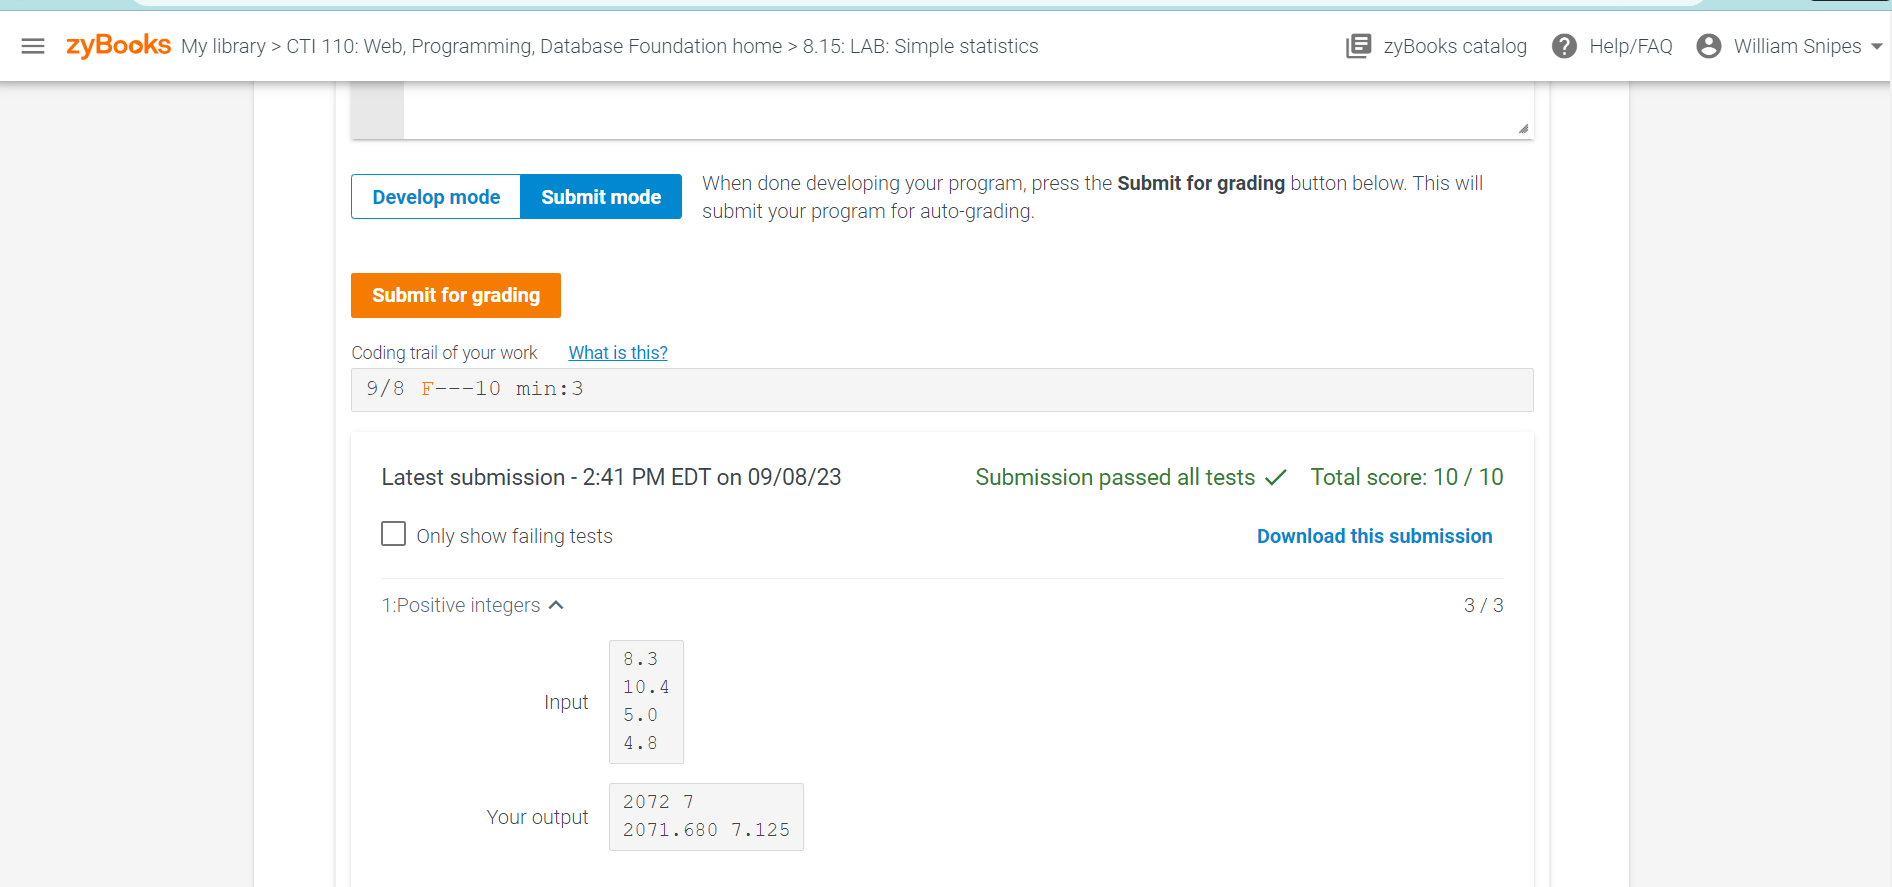 zyBooks My library > CTI 110: Web, Programming, Database Foundation home > 8.15: LAB: Simple statistics zyBooks catalog Help/FAQ William Snipes
Develop mode Submit mode When done developing your program, press the Submit for grading button below. This will
submit your program for auto-grading.
Submit for grading
Coding trail of your work What is this?
9/8 F---10 min:3
Latest submission - 2:41 PM EDT on 09/08/23 Submission passed all tests Total score: 10 / 10
Only show failing tests Download this submission
1:Positive integers 3 / 3
Input
8.3
10.4
5.0
4.8
Your output
2072 7
2071.680 7.125